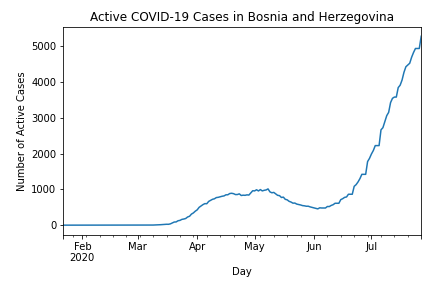 Active COVID-19 Cases in Bosnia and Herzegovina
Number of Active Cases
5000
4000
3000
2000
1000
0
Feb Mar Apr May Jun Jul
2020
Day